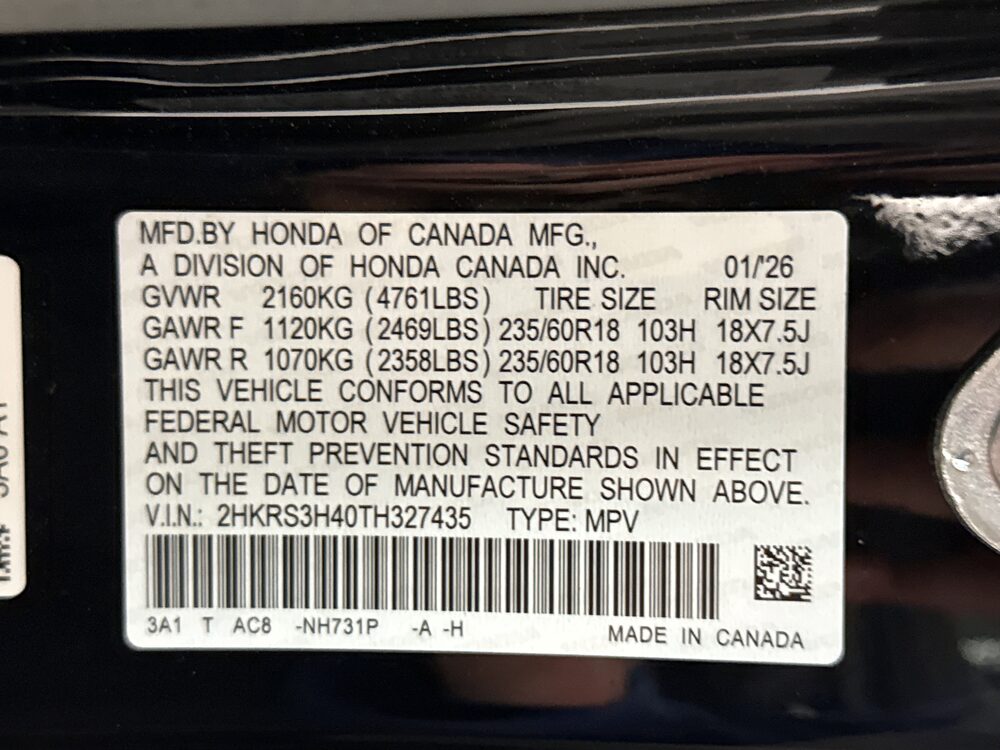 MFD.BY HONDA OF CANADA MFG.,
A DIVISION OF HONDA CANADA INC. 01/'26
GVWR 2160KG (4761LBS) TIRE SIZE RIM SIZE
GAWR F 1120KG (2469LBS) 235/60R18 103H 18X7.5J
GAWR R 1070KG (2358LBS) 235/60R18 103H 18X7.5J
THIS VEHICLE CONFORMS TO ALL APPLICABLE
FEDERAL MOTOR VEHICLE SAFETY
AND THEFT PREVENTION STANDARDS IN EFFECT
ON THE DATE OF MANUFACTURE SHOWN ABOVE.
V.I.N.: 2HKRS3H40TH327435 TYPE: MPV
3A1 T AC8 -NH731P -A -H
MADE IN CANADA